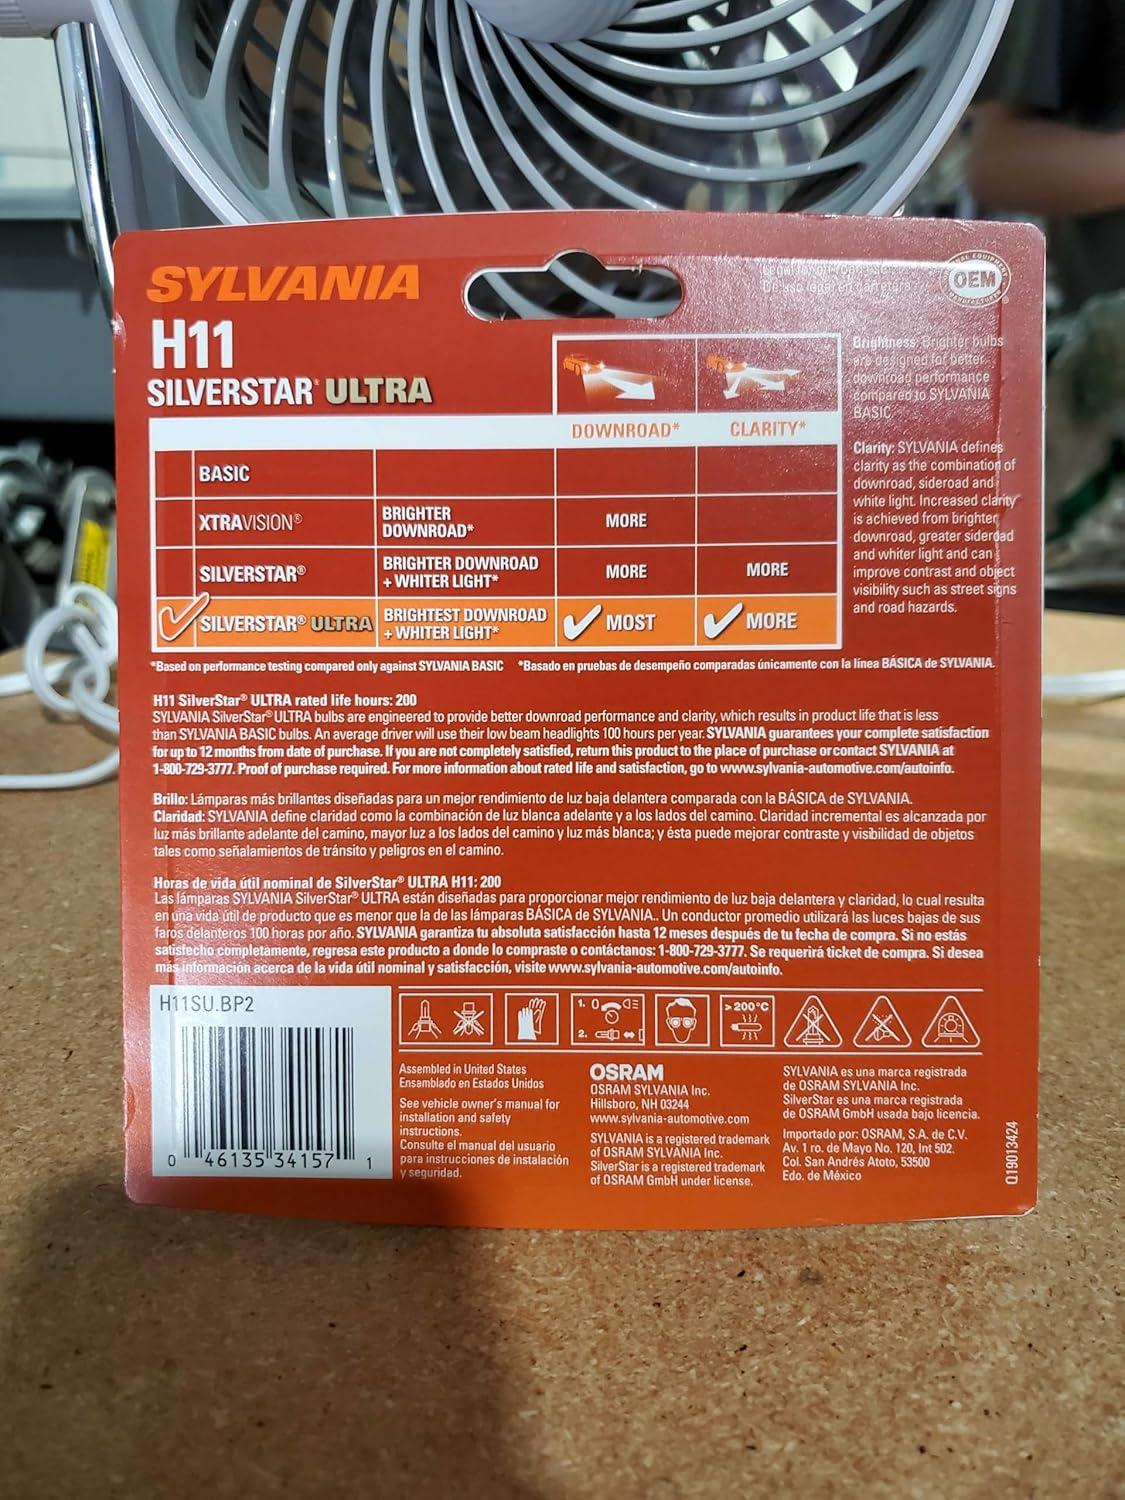 SYLVANIA
H11
SILVERSTAR® ULTRA
OEM
DOWNROAD* CLARITY*
BASIC
XTRAVISION® BRIGHTER DOWNROAD* MORE
SILVERSTAR® BRIGHTER DOWNROAD + WHITER LIGHT* MORE MORE
SILVERSTAR® ULTRA BRIGHTEST DOWNROAD + WHITER LIGHT* MOST MORE
Brightness: Brighter bulbs
are designed for better
downroad performance
compared to SYLVANIA
BASIC
Clarity: SYLVANIA defines
clarity as the combination of
downroad, sideroad and
white light. Increased clarity
is achieved from brighter
downroad, greater sideroad
and whiter light and can
improve contrast and object
visibility such as street signs
and road hazards.
*Based on performance testing compared only against SYLVANIA BASIC *Basado en pruebas de desempeño comparadas únicamente con la línea BÁSICA de SYLVANIA.
H11 SilverStar® ULTRA rated life hours: 200
SYLVANIA SilverStar® ULTRA bulbs are engineered to provide better downroad performance and clarity, which results in product life that is less
than SYLVANIA BASIC bulbs. An average driver will use their low beam headlights 100 hours per year. SYLVANIA guarantees your complete satisfaction
for up to 12 months from date of purchase. If you are not completely satisfied, return this product to the place of purchase or contact SYLVANIA at
1-800-729-3777. Proof of purchase required. For more information about rated life and satisfaction, go to www.sylvania-automotive.com/autoinfo.
Brillo: Lámparas más brillantes diseñadas para un mejor rendimiento de luz baja delantera comparada con la BÁSICA de SYLVANIA.
Claridad: SYLVANIA define claridad como la combinación de luz blanca adelante y a los lados del camino. Claridad incremental es alcanzada por
luz más brillante adelante del camino, mayor luz a los lados del camino y luz más blanca; y ésta puede mejorar contraste y visibilidad de objetos
tales como señalamientos de tránsito y peligros en el camino.
Horas de vida útil nominal de SilverStar® ULTRA H11: 200
Las lámparas SYLVANIA SilverStar® ULTRA están diseñadas para proporcionar mejor rendimiento de luz baja delantera y claridad, lo cual resulta
en una vida útil de producto que es menor que la de las lámparas BÁSICA de SYLVANIA.. Un conductor promedio utilizará las luces bajas de sus
faros delanteros 100 horas por año. SYLVANIA garantiza tu absoluta satisfacción hasta 12 meses después de tu fecha de compra. Si no estás
satisfecho completamente, regresa este producto a donde lo compraste o contáctanos: 1-800-729-3777. Se requerirá ticket de compra. Si desea
más información acerca de la vida útil nominal y satisfacción, visite www.sylvania-automotive.com/autoinfo.
H11SU.BP2
0 46135 34157 1
1. 0
2.
>200°C
Assembled in United States
Ensamblado en Estados Unidos
See vehicle owner's manual for
installation and safety
instructions.
Consulte el manual del usuario
para instrucciones de instalación
y seguridad.
OSRAM
OSRAM SYLVANIA Inc.
Hillsboro, NH 03244
www.sylvania-automotive.com
SYLVANIA is a registered trademark
of OSRAM SYLVANIA Inc.
SilverStar is a registered trademark
of OSRAM GmbH under license.
SYLVANIA es una marca registrada
de OSRAM SYLVANIA Inc.
SilverStar es una marca registrada
de OSRAM GmbH usada bajo licencia.
Importado por: OSRAM, S.A. de C.V.
Av. 1 ro. de Mayo No. 120, Int 502.
Col. San Andrés Atoto, 53500
Edo. de México
Q19013424